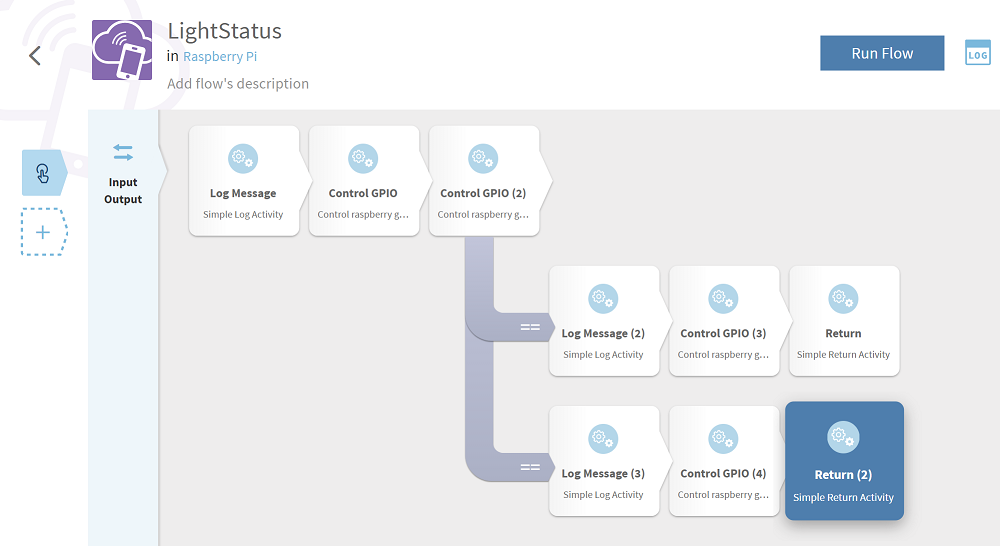 LightStatus
in Raspberry Pi
Add flow's description
Run Flow
LOG
Input
Output
Log Message
Simple Log Activity
Control GPIO
Control raspberry g...
Control GPIO (2)
Control raspberry g...
==
Log Message (2)
Simple Log Activity
Control GPIO (3)
Control raspberry g...
Return
Simple Return Activity
==
Log Message (3)
Simple Log Activity
Control GPIO (4)
Control raspberry g...
Return (2)
Simple Return Activity